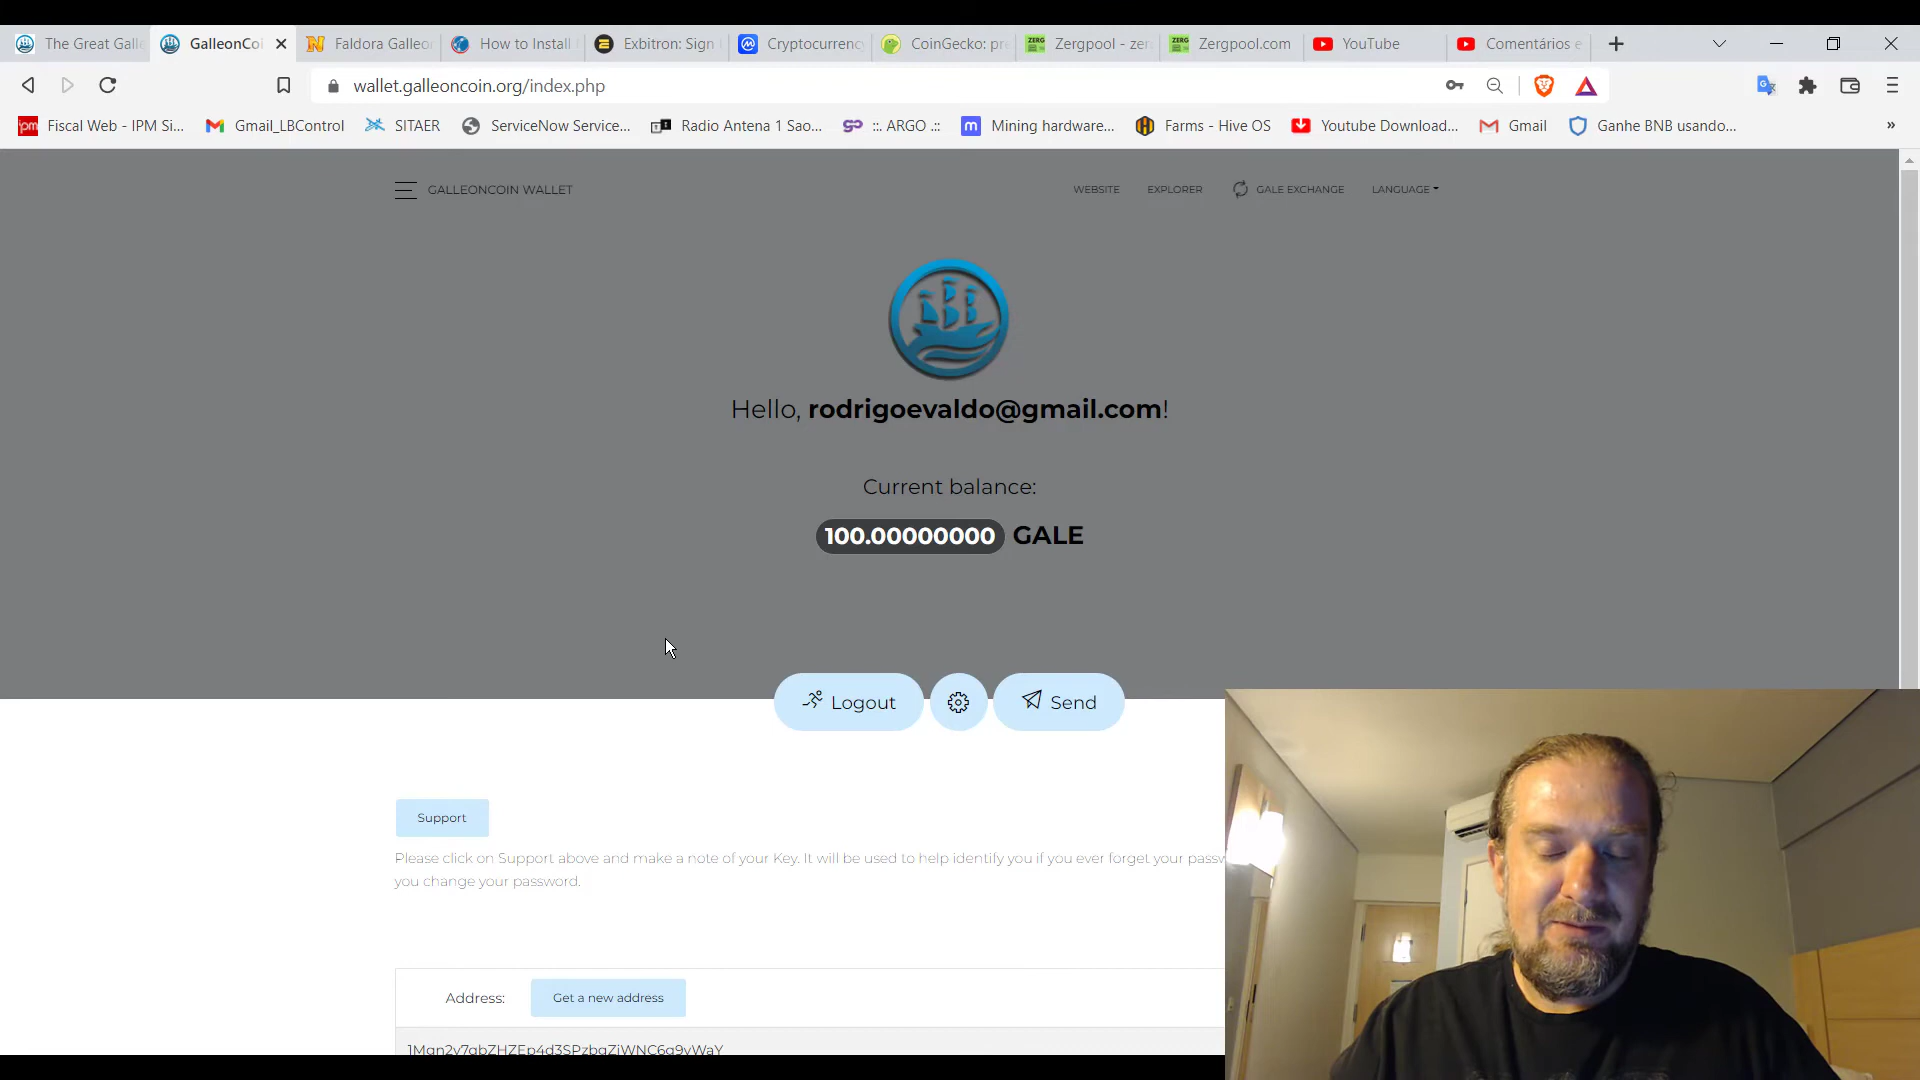 The Great Galle
GalleonCoi
Faldora Galleo
How to Install
Exbitron: Sign
Cryptocurrency
CoinGecko: pre
Zergpool - zer
Zergpool.com
YouTube
Comentários e
wallet.galleoncoin.org/index.php
Fiscal Web - IPM Si...
Gmail_LBControl
SITAER
ServiceNow Service...
Radio Antena 1 Sao...
::. ARGO .::
Mining hardware...
Farms - Hive OS
Youtube Download...
Gmail
Ganhe BNB usando...
GALLEONCOIN WALLET
WEBSITE
EXPLORER
GALE EXCHANGE
LANGUAGE
Hello, rodrigoevaldo@gmail.com!
Current balance:
100.00000000 GALE
Logout
Send
Support
Please click on Support above and make a note of your Key. It will be used to help identify you if you ever forget your passw
you change your password.
Address:
Get a new address